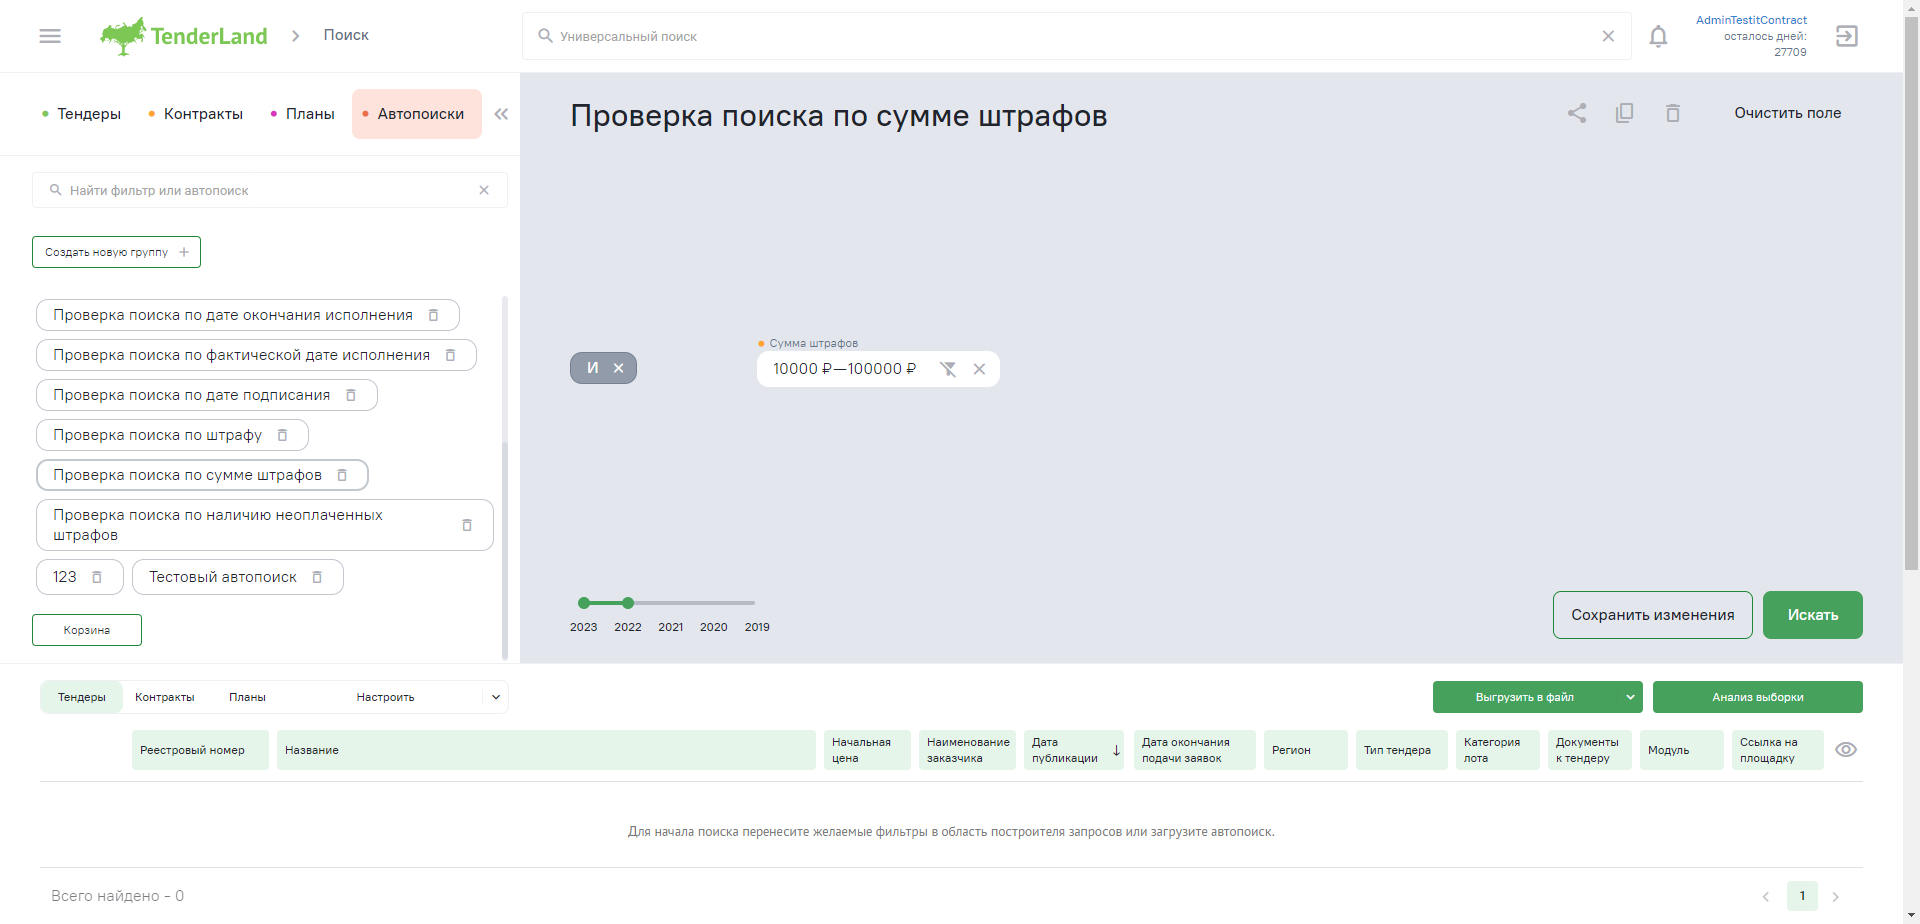 TenderLand
Поиск
Универсальный поиск
AdminTestitContract
осталось дней:
27709
Тендеры
Контракты
Планы
Автопоиски
Найти фильтр или автопоиск
Создать новую группу
Проверка поиска по дате окончания исполнения
Проверка поиска по фактической дате исполнения
Проверка поиска по дате подписания
Проверка поиска по штрафу
Проверка поиска по сумме штрафов
Проверка поиска по наличию неоплаченных
штрафов
123
Тестовый автопоиск
Корзина
Проверка поиска по сумме штрафов
Очистить поле
И
Сумма штрафов
10000 ₽—100000 ₽
2023 2022 2021 2020 2019
Сохранить изменения
Искать
Тендеры
Контракты
Планы
Настроить
Выгрузить в файл
Анализ выборки
Реестровый номер
Название
Начальная
цена
Наименование
заказчика
Дата
публикации
Дата окончания
подачи заявок
Регион
Тип тендера
Категория
лота
Документы
к тендеру
Модуль
Ссылка на
площадку
Для начала поиска перенесите желаемые фильтры в область построителя запросов или загрузите автопоиск.
Всего найдено - 0
1